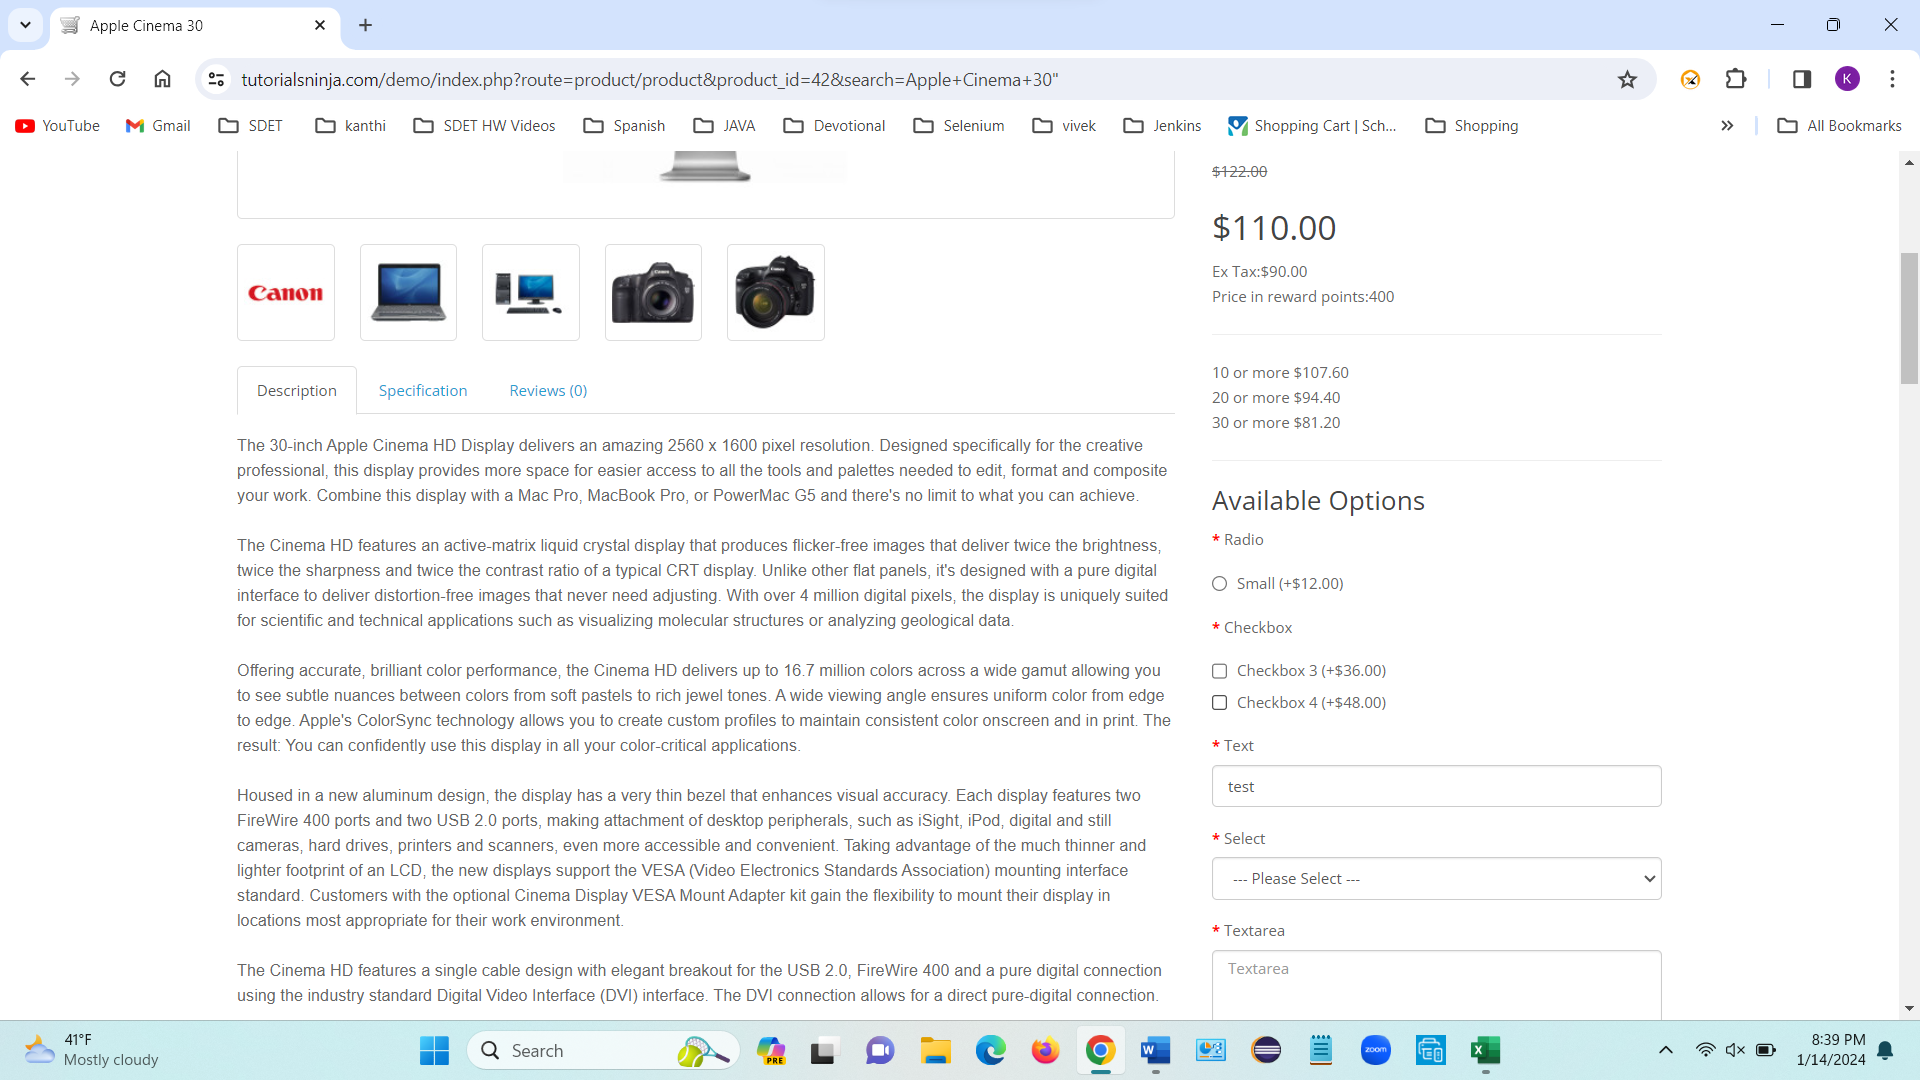 Apple Cinema 30
tutorialsninja.com/demo/index.php?route=product/product&product_id=42&search=Apple+Cinema+30"
K
YouTube
Gmail
SDET
kanthi
SDET HW Videos
Spanish
JAVA
Devotional
Selenium
vivek
Jenkins
Shopping Cart | Sch...
Shopping
All Bookmarks
Canon
Description
Specification
Reviews (0)
The 30-inch Apple Cinema HD Display delivers an amazing 2560 x 1600 pixel resolution. Designed specifically for the creative
professional, this display provides more space for easier access to all the tools and palettes needed to edit, format and composite
your work. Combine this display with a Mac Pro, MacBook Pro, or PowerMac G5 and there's no limit to what you can achieve.
The Cinema HD features an active-matrix liquid crystal display that produces flicker-free images that deliver twice the brightness,
twice the sharpness and twice the contrast ratio of a typical CRT display. Unlike other flat panels, it's designed with a pure digital
interface to deliver distortion-free images that never need adjusting. With over 4 million digital pixels, the display is uniquely suited
for scientific and technical applications such as visualizing molecular structures or analyzing geological data.
Offering accurate, brilliant color performance, the Cinema HD delivers up to 16.7 million colors across a wide gamut allowing you
to see subtle nuances between colors from soft pastels to rich jewel tones. A wide viewing angle ensures uniform color from edge
to edge. Apple's ColorSync technology allows you to create custom profiles to maintain consistent color onscreen and in print. The
result: You can confidently use this display in all your color-critical applications.
Housed in a new aluminum design, the display has a very thin bezel that enhances visual accuracy. Each display features two
FireWire 400 ports and two USB 2.0 ports, making attachment of desktop peripherals, such as iSight, iPod, digital and still
cameras, hard drives, printers and scanners, even more accessible and convenient. Taking advantage of the much thinner and
lighter footprint of an LCD, the new displays support the VESA (Video Electronics Standards Association) mounting interface
standard. Customers with the optional Cinema Display VESA Mount Adapter kit gain the flexibility to mount their display in
locations most appropriate for their work environment.
The Cinema HD features a single cable design with elegant breakout for the USB 2.0, FireWire 400 and a pure digital connection
using the industry standard Digital Video Interface (DVI) interface. The DVI connection allows for a direct pure-digital connection.
$122.00
$110.00
Ex Tax:$90.00
Price in reward points:400
10 or more $107.60
20 or more $94.40
30 or more $81.20
Available Options
* Radio
Small (+$12.00)
* Checkbox
Checkbox 3 (+$36.00)
Checkbox 4 (+$48.00)
* Text
test
* Select
--- Please Select ---
* Textarea
Textarea
41°F
Mostly cloudy
Search
PRE
W
zoom
X
8:39 PM
1/14/2024